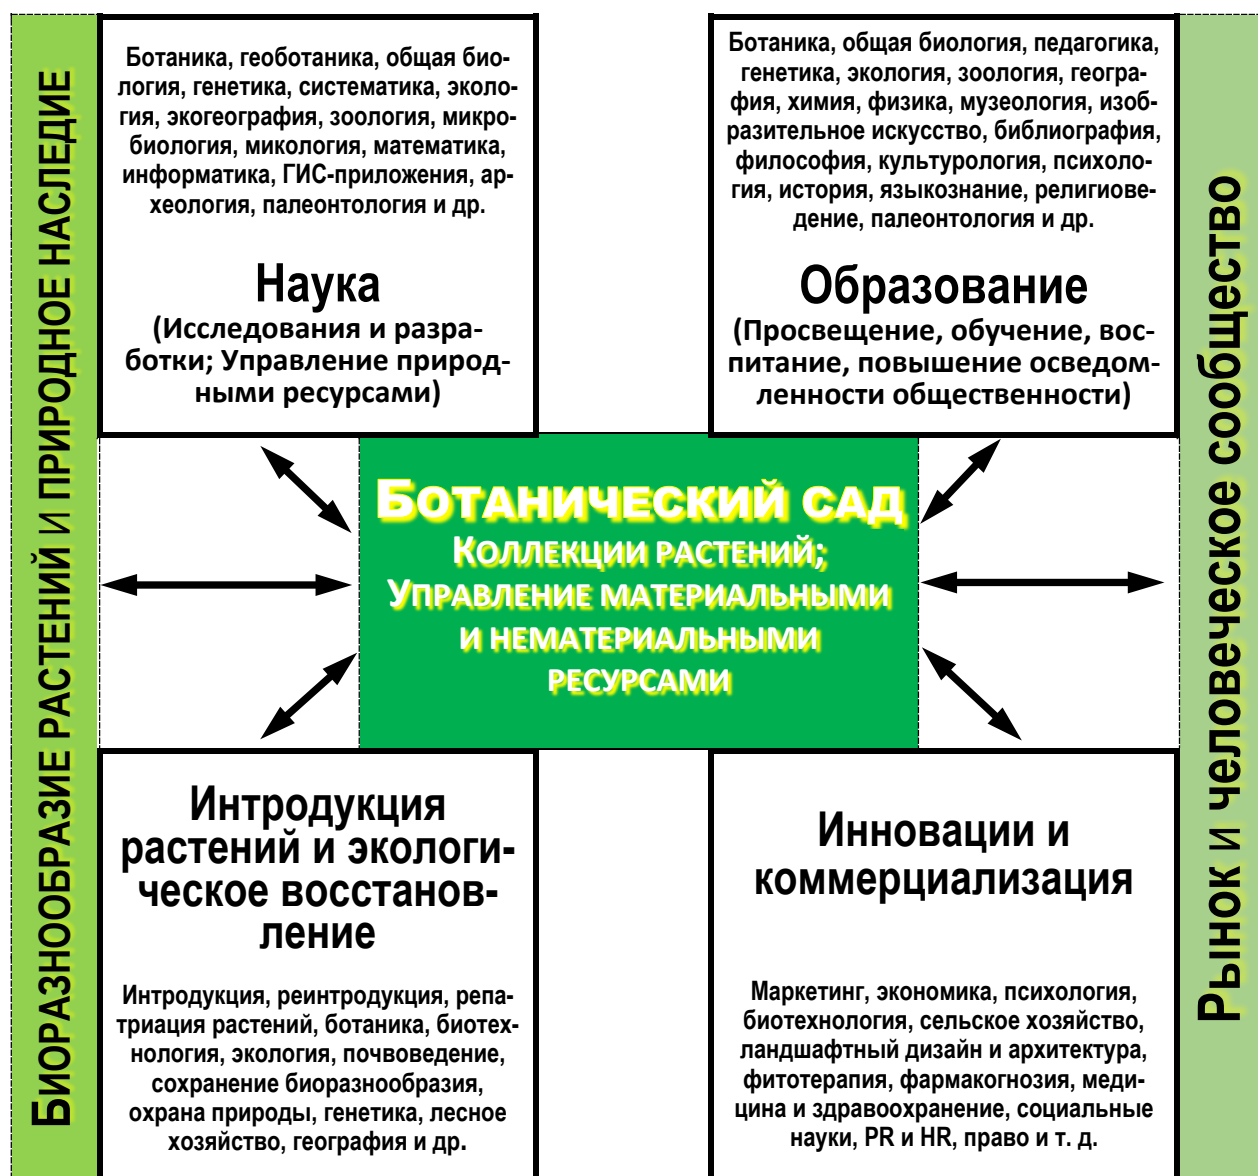 БИОРАЗНООБРАЗИЕ РАСТЕНИЙ И ПРИРОДНОЕ НАСЛЕДИЕ
Ботаника, геоботаника, общая био-
логия, генетика, систематика, эколо-
гия, экогеография, зоология, микро-
биология, микология, математика,
информатика, ГИС-приложения, ар-
хеология, палеонтология и др.
Наука
(Исследования и разра-
ботки; Управление природ-
ными ресурсами)
Ботаника, общая биология, педагогика,
генетика, экология, зоология, геогра-
фия, химия, физика, музеология, изоб-
разительное искусство, библиография,
философия, культурология, психоло-
гия, история, языкознание, религиове-
дение, палеонтология и др.
Образование
(Просвещение, обучение, вос-
питание, повышение осведом-
ленности общественности)
БОТАНИЧЕСКИЙ САД
КОЛЛЕКЦИИ РАСТЕНИЙ;
УПРАВЛЕНИЕ МАТЕРИАЛЬНЫМИ
И НЕМАТЕРИАЛЬНЫМИ
РЕСУРСАМИ
Интродукция
растений и экологи-
ческое восстанов-
ление
Интродукция, реинтродукция, репа-
триация растений, ботаника, биотех-
нология, экология, почвоведение,
сохранение биоразнообразия,
охрана природы, генетика, лесное
хозяйство, география и др.
Инновации и
коммерциализация
Маркетинг, экономика, психология,
биотехнология, сельское хозяйство,
ландшафтный дизайн и архитектура,
фитотерапия, фармакогнозия, меди-
цина и здравоохранение, социальные
науки, PR и HR, право и т. д.
Рынок и человеческое сообщество